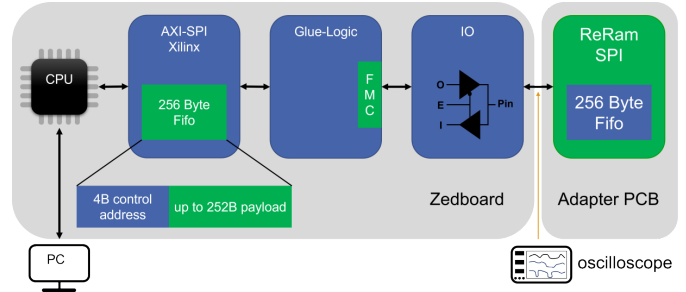 CPU
AXI-SPI
Xilinx
256 Byte
Fifo
4B control
address
up to 252B payload
Glue-Logic
F
M
C
IO
O
E
I
Pin
Zedboard
ReRam
SPI
256 Byte
Fifo
Adapter PCB
PC
oscilloscope